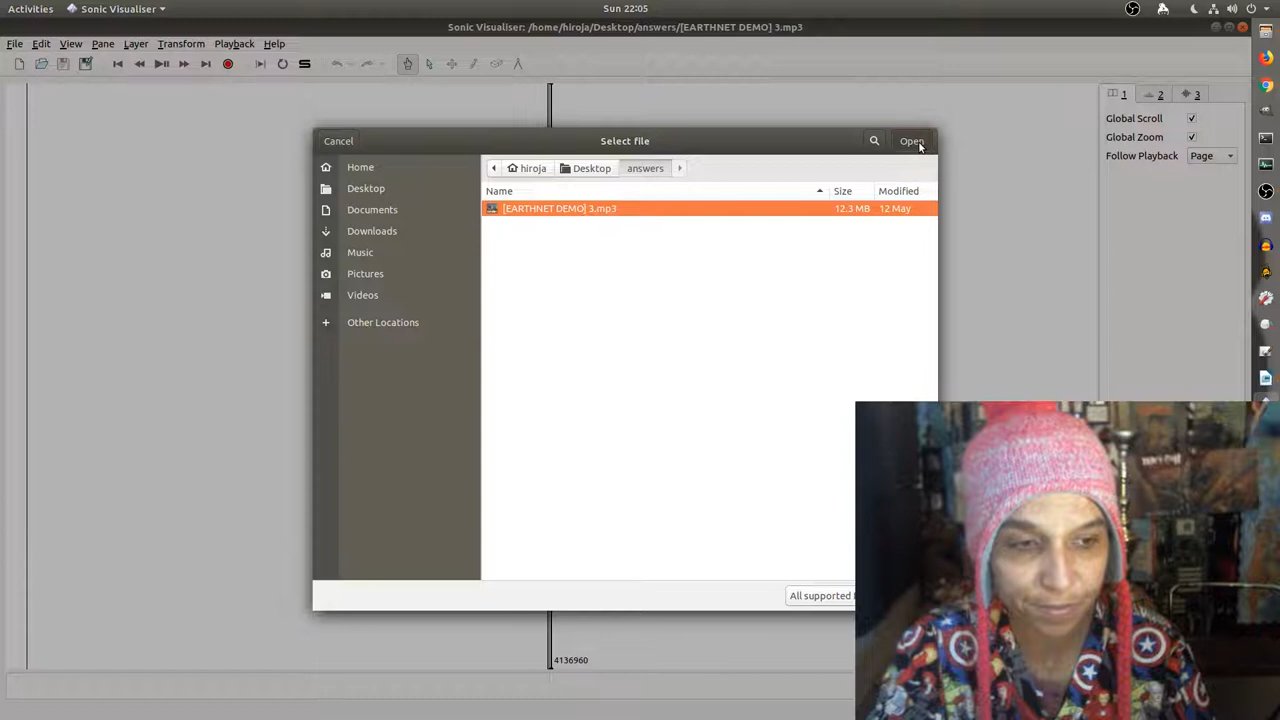 Activities Sonic Visualiser Sun 22:05
Sonic Visualiser: /home/hiroja/Desktop/answers/[EARTHNET DEMO] 3.mp3
File Edit View Pane Layer Transform Playback Help
1 2 3
Global Scroll
Global Zoom
Follow Playback Page
Cancel Select file Open
Home
Desktop
Documents
Downloads
Music
Pictures
Videos
Other Locations
hiroja Desktop answers
Name Size Modified
[EARTHNET DEMO] 3.mp3 12.3 MB 12 May
All supported
4136960